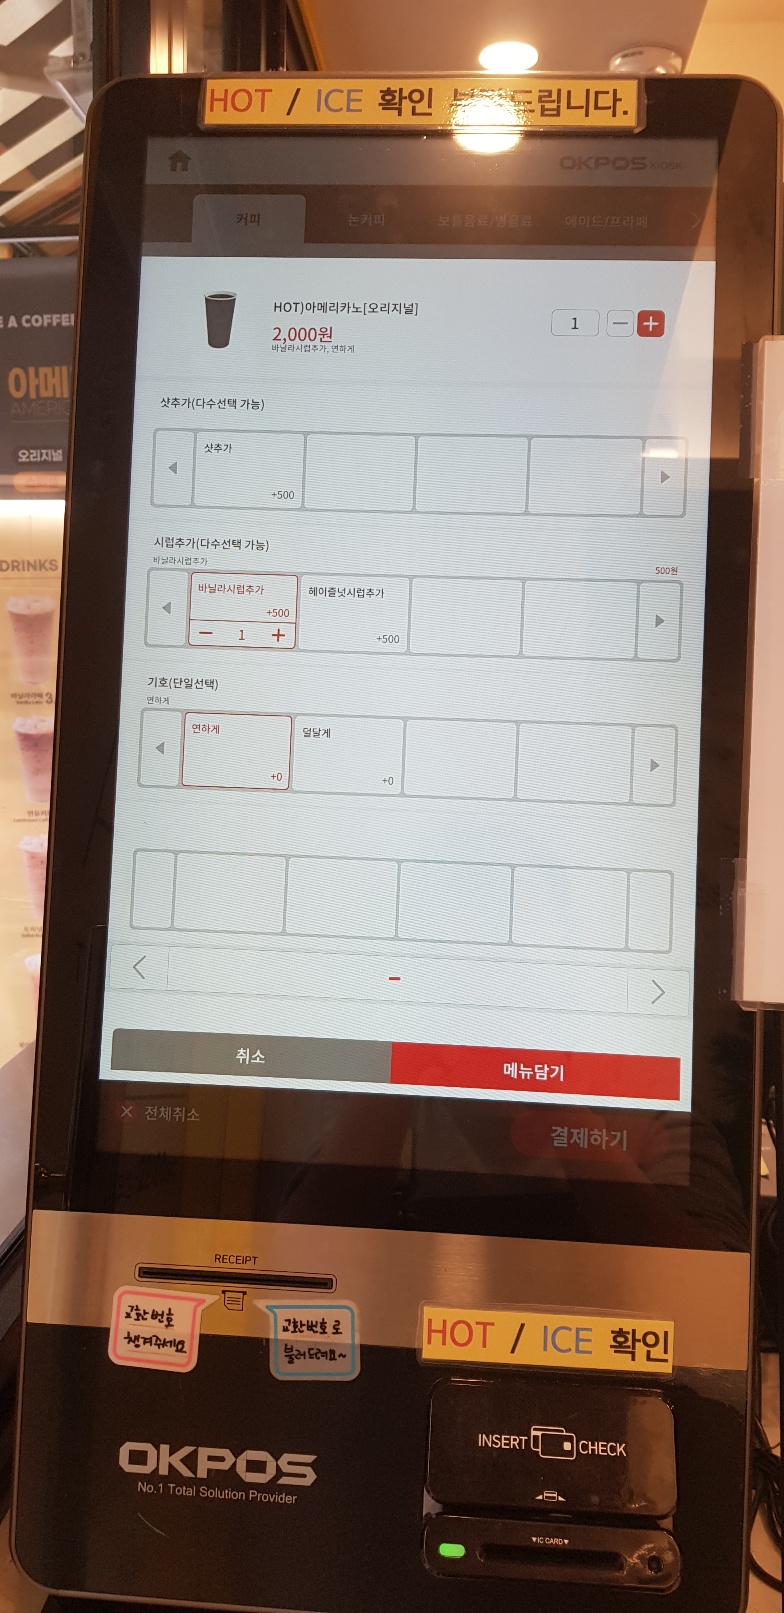 HOT / ICE 확인 드립니다.
OKPOS KIOSK
커피
논커피
보틀음료/병음료
에이드/프라페
HOT)아메리카노[오리지널]
2,000원
바닐라시럽추가, 연하게
1
샷추가(다수선택 가능)
샷추가
+500
시럽추가(다수선택 가능)
바닐라시럽추가
500원
바닐라시럽추가
+500
1
헤이즐넛시럽추가
+500
기호(단일선택)
연하게
연하게
+0
덜달게
+0
취소
메뉴담기
전체취소
결제하기
RECEIPT
교환번호
챙겨주세요
교환번호로
불러드려요~
HOT / ICE 확인
INSERT CHECK
IC CARD
OKPOS
No.1 Total Solution Provider
E A COFFEE
아메
AMERIC
오리지널
DRINKS